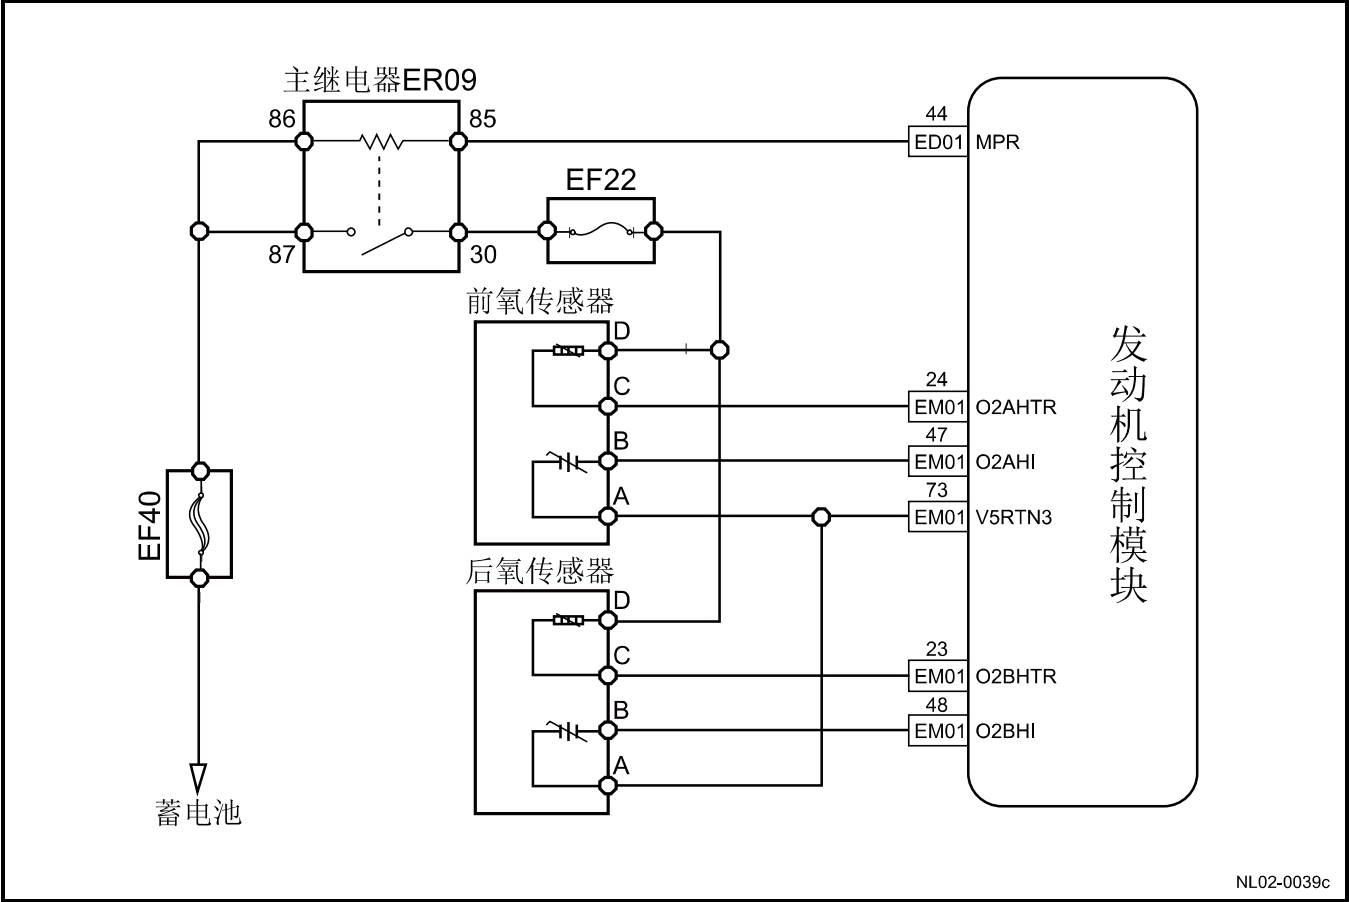 主继电器ER09
86
85
87
30
EF22
44
ED01
MPR
前氧传感器
D
C
B
A
24
EM01
O2AHTR
47
EM01
O2AHI
73
EM01
V5RTN3
后氧传感器
D
C
B
A
23
EM01
O2BHTR
48
EM01
O2BHI
发动机控制模块
EF40
蓄电池
NL02-0039c